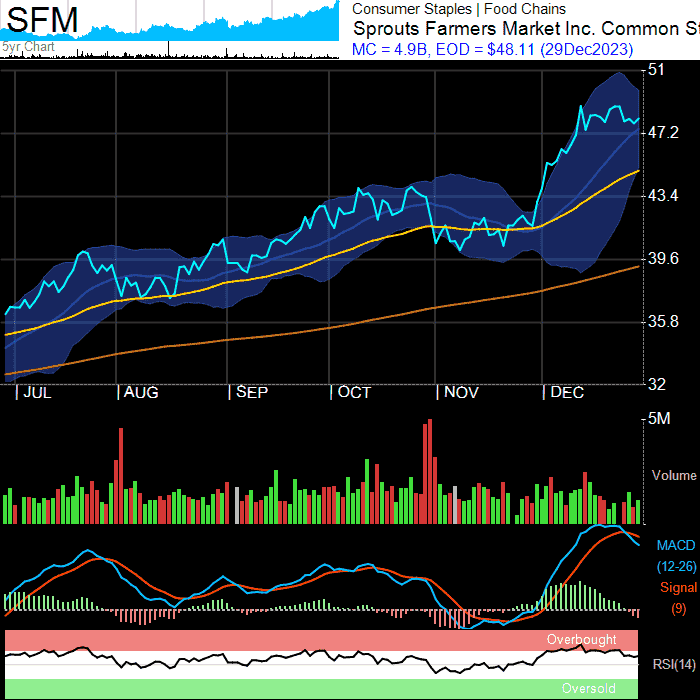 SFM
5yr Chart
Consumer Staples | Food Chains
Sprouts Farmers Market Inc. Common St
MC = 4.9B, EOD = $48.11 (29Dec2023)
51
47.2
43.4
39.6
35.8
32
JUL
AUG
SEP
OCT
NOV
DEC
5M
Volume
MACD
(12-26)
Signal
(9)
Overbought
RSI(14)
Oversold